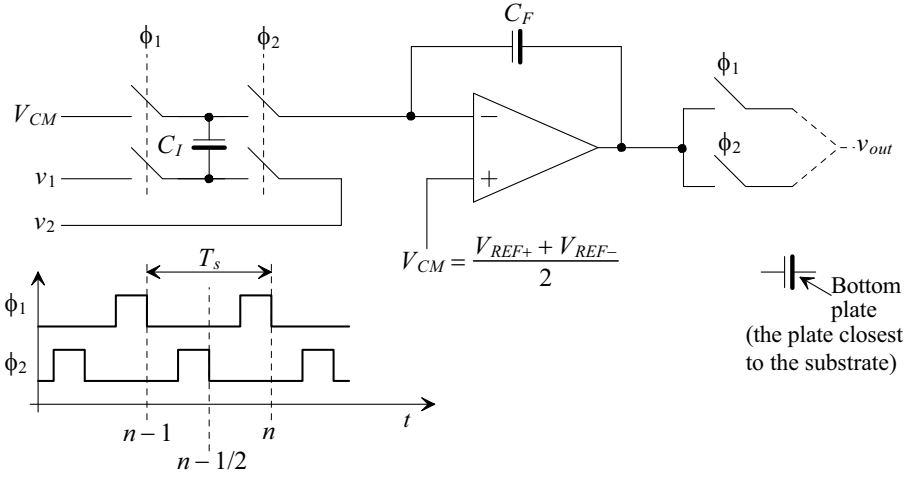 C_F
ϕ₁
ϕ₂
V_CM
C_I
v₁
v₂
−
+
ϕ₁
ϕ₂
v_out
V_CM = (V_REF+ + V_REF−)/2
T_s
ϕ₁
ϕ₂
t
n − 1
n − 1/2
n
Bottom
plate
(the plate closest
to the substrate)